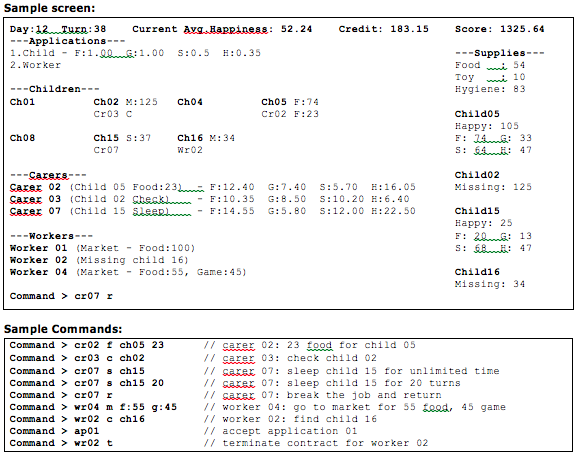 Sample screen:
Day:12 Turn:38 Current Avg.Happiness: 52.24 Credit: 183.15 Score: 1325.64
---Applications---
1.Child - F:1.00 G:1.00 S:0.5 H:0.35
2.Worker
---Children---
Ch01 Ch02 M:125 Ch04 Ch05 F:74
Cr03 C Cr02 F:23
Ch08 Ch15 S:37 Ch16 M:34
Cr07 Wr02
---Carers---
Carer 02 (Child 05 Food:23) - F:12.40 G:7.40 S:5.70 H:16.05
Carer 03 (Child 02 Check) - F:10.35 G:8.50 S:10.20 H:6.40
Carer 07 (Child 15 Sleep) - F:14.55 G:5.80 S:12.00 H:22.50
---Workers---
Worker 01 (Market - Food:100)
Worker 02 (Missing child 16)
Worker 04 (Market - Food:55, Game:45)
Command > cr07 r
---Supplies---
Food : 54
Toy : 10
Hygiene: 83
Child05
Happy: 105
F: 74 G: 33
S: 64 H: 47
Child02
Missing: 125
Child15
Happy: 25
F: 20 G: 13
S: 68 H: 47
Child16
Missing: 34
Sample Commands:
Command > cr02 f ch05 23 // carer 02: 23 food for child 05
Command > cr03 c ch02 // carer 03: check child 02
Command > cr07 s ch15 // carer 07: sleep child 15 for unlimited time
Command > cr07 s ch15 20 // carer 07: sleep child 15 for 20 turns
Command > cr07 r // carer 07: break the job and return
Command > wr04 m f:55 g:45 // worker 04: go to market for 55 food, 45 game
Command > wr02 c ch16 // worker 02: find child 16
Command > ap01 // accept application 01
Command > wr02 t // terminate contract for worker 02